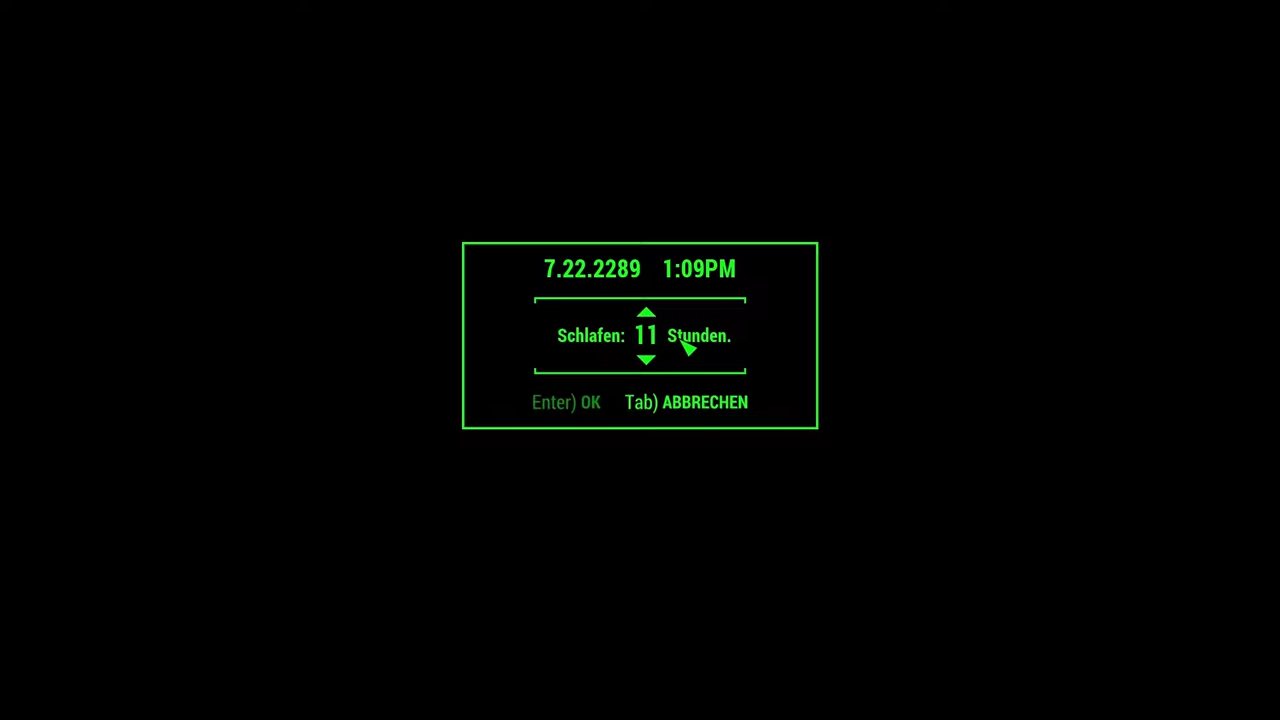 7.22.2289 1:09PM
Schlafen: 11 Stunden.
Enter) OK Tab) ABBRECHEN